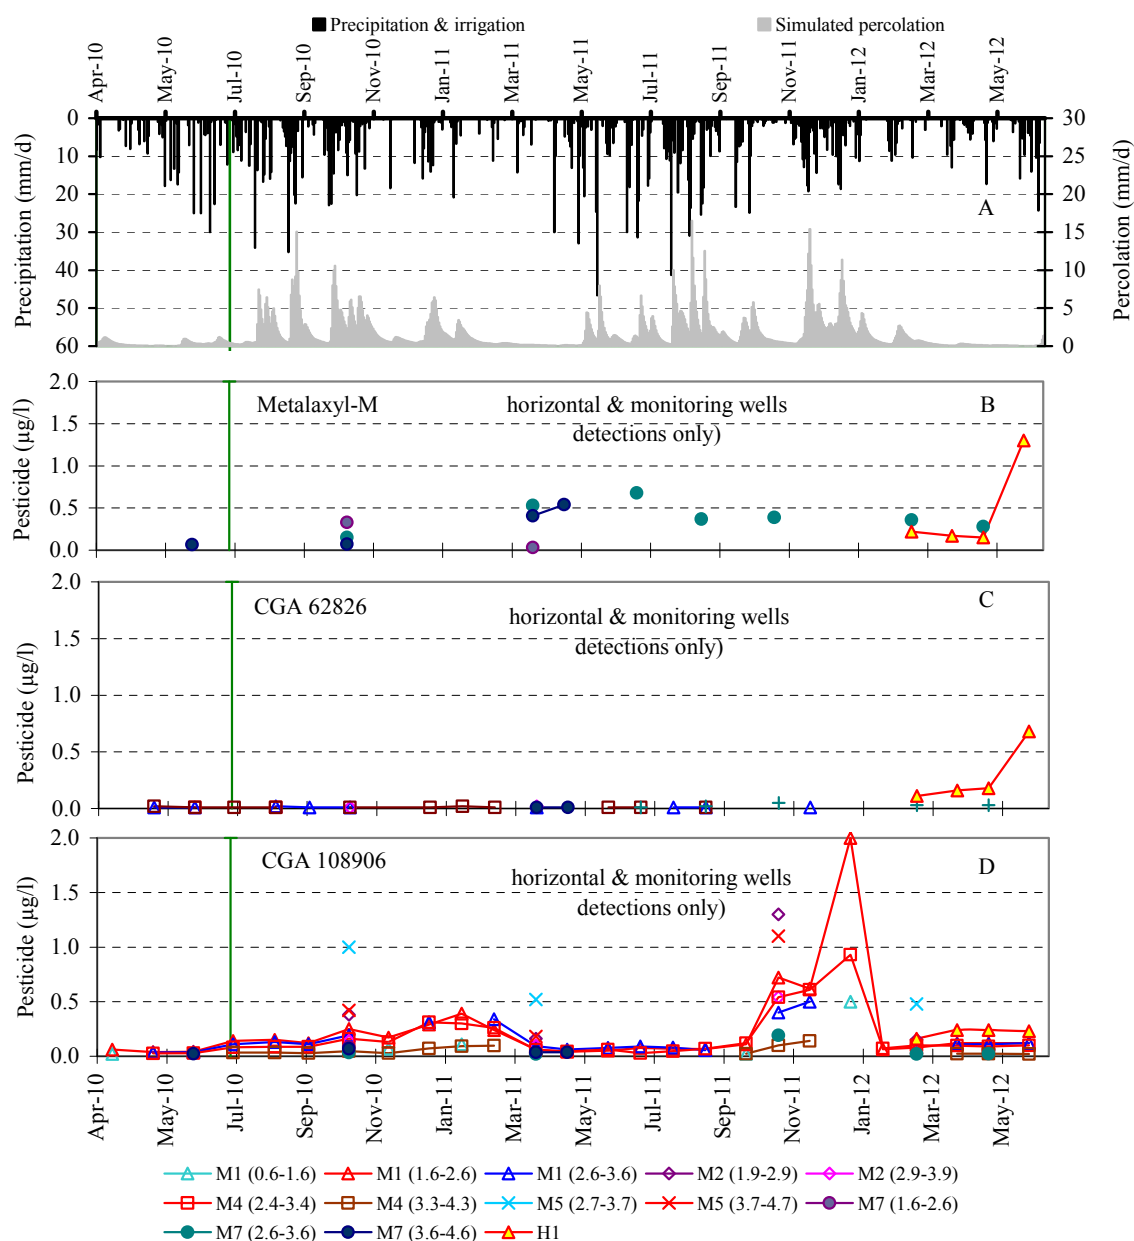 Precipitation & irrigation Simulated percolation
Apr-10 May-10 Jul-10 Sep-10 Nov-10 Jan-11 Mar-11 May-11 Jul-11 Sep-11 Nov-11 Jan-12 Mar-12 May-12
Precipitation (mm/d)
0
10
20
30
40
50
60
A
30
25
20
15
10
5
0
Percolation (mm/d)
Pesticide (µg/l)
2.0
1.5
1.0
0.5
0.0
Metalaxyl-M
horizontal & monitoring wells
detections only)
B
Pesticide (µg/l)
2.0
1.5
1.0
0.5
0.0
CGA 62826
horizontal & monitoring wells
detections only)
C
Pesticide (µg/l)
2.0
1.5
1.0
0.5
0.0
CGA 108906
horizontal & monitoring wells
detections only)
D
Apr-10 May-10 Jul-10 Sep-10 Nov-10 Jan-11 Mar-11 May-11 Jul-11 Sep-11 Nov-11 Jan-12 Mar-12 May-12
M1 (0.6-1.6) M1 (1.6-2.6) M1 (2.6-3.6) M2 (1.9-2.9) M2 (2.9-3.9)
M4 (2.4-3.4) M4 (3.3-4.3) M5 (2.7-3.7) M5 (3.7-4.7) M7 (1.6-2.6)
M7 (2.6-3.6) M7 (3.6-4.6) H1